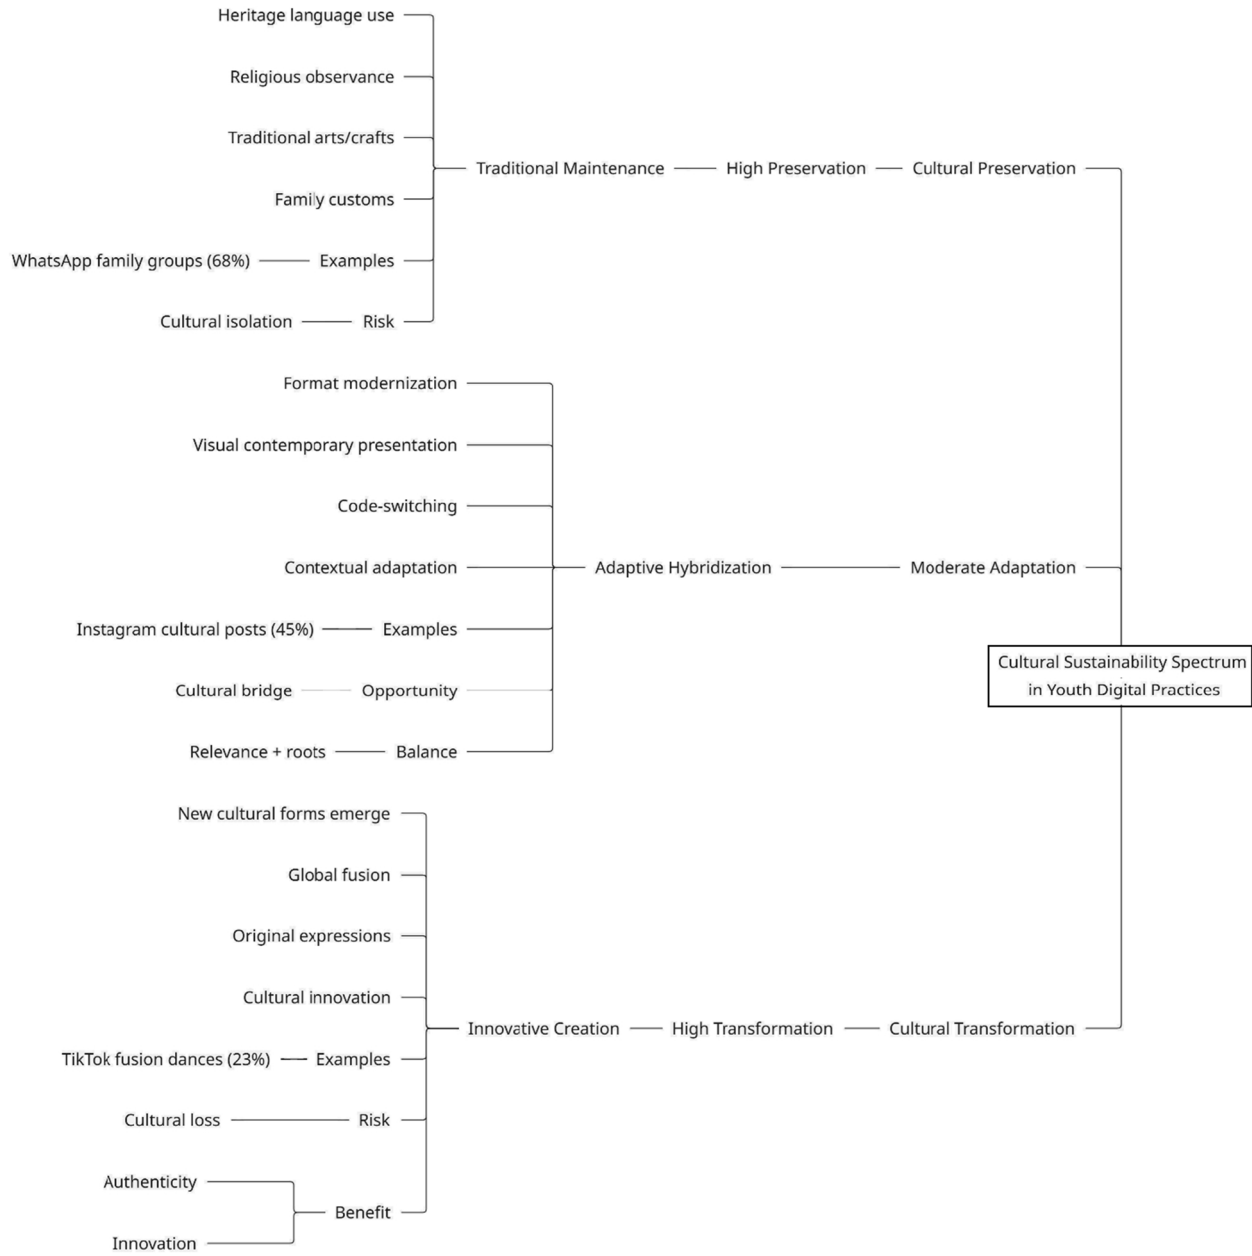 Heritage language use
Religious observance
Traditional arts/crafts
Traditional Maintenance
High Preservation
Cultural Preservation
Family customs
WhatsApp family groups (68%)
Examples
Cultural isolation
Risk
Format modernization
Visual contemporary presentation
Code-switching
Contextual adaptation
Adaptive Hybridization
Moderate Adaptation
Instagram cultural posts (45%)
Examples
Cultural Sustainability Spectrum
in Youth Digital Practices
Cultural bridge
Opportunity
Relevance + roots
Balance
New cultural forms emerge
Global fusion
Original expressions
Cultural innovation
Innovative Creation
High Transformation
Cultural Transformation
TikTok fusion dances (23%)
Examples
Cultural loss
Risk
Authenticity
Benefit
Innovation